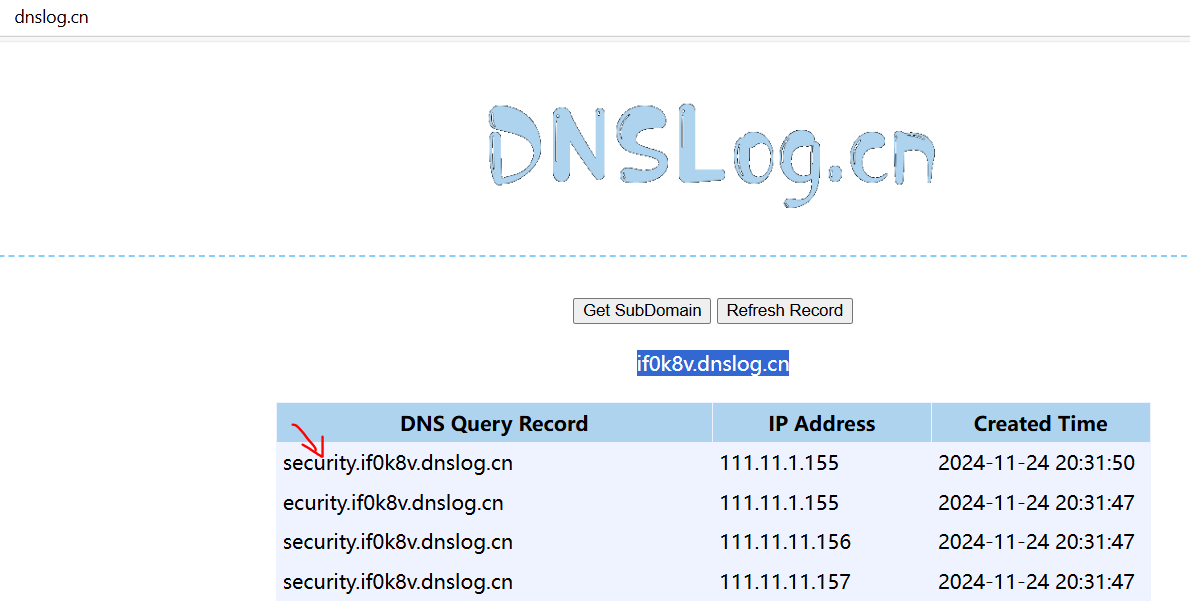 dnslog.cn
DNSLog.cn
Get SubDomain Refresh Record
if0k8v.dnslog.cn
DNS Query Record IP Address Created Time
security.if0k8v.dnslog.cn 111.11.1.155 2024-11-24 20:31:50
ecurity.if0k8v.dnslog.cn 111.11.1.155 2024-11-24 20:31:47
security.if0k8v.dnslog.cn 111.11.11.156 2024-11-24 20:31:47
security.if0k8v.dnslog.cn 111.11.11.157 2024-11-24 20:31:47